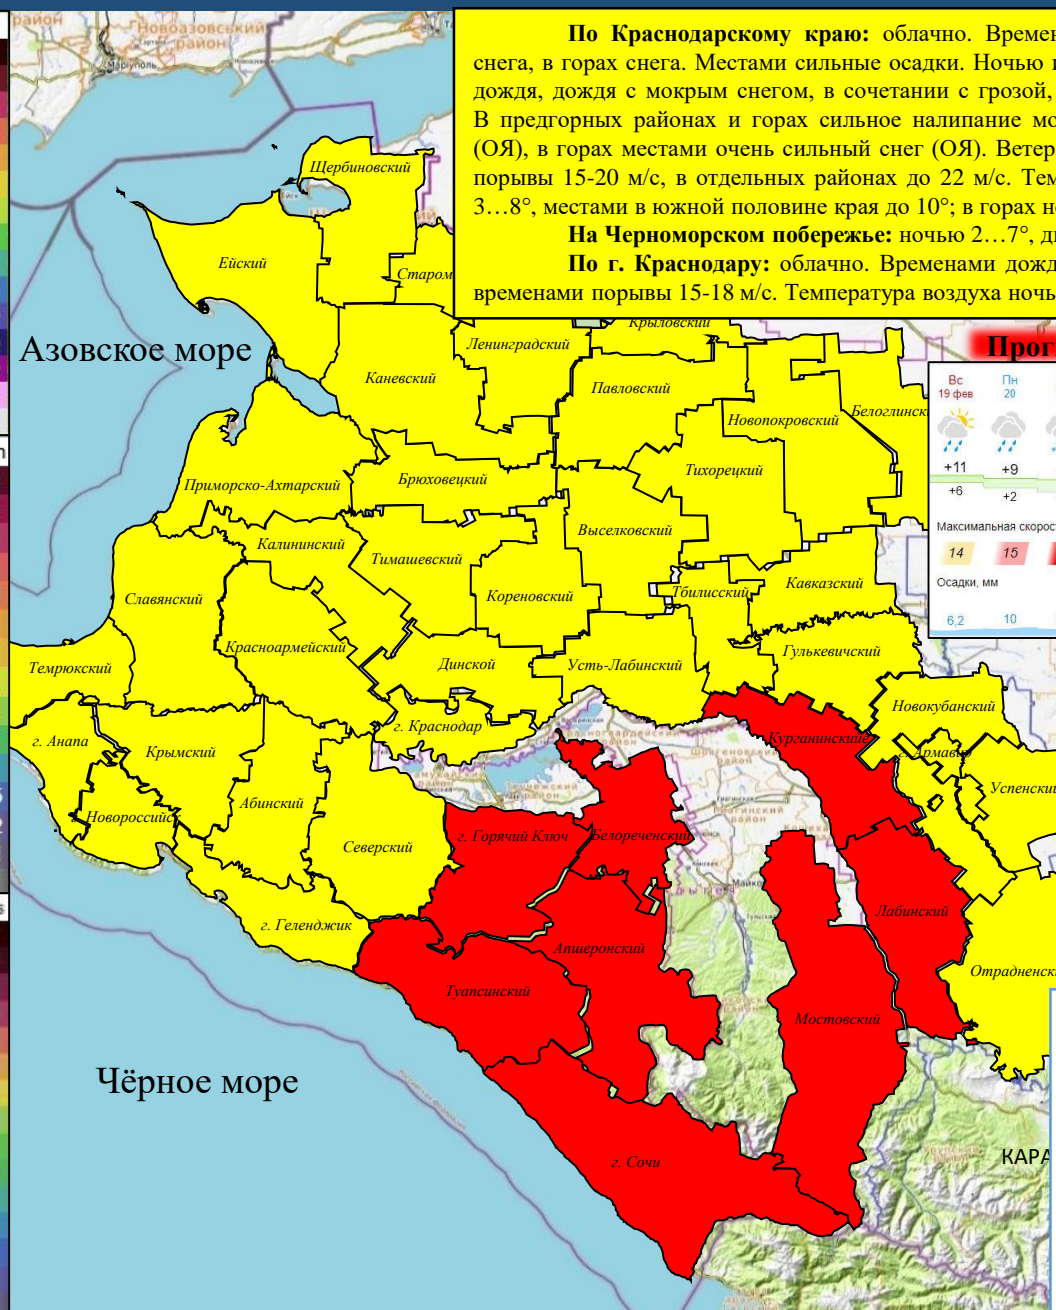 По Краснодарскому краю: облачно. Времен
снега, в горах снега. Местами сильные осадки. Ночью и
дождя, дождя с мокрым снегом, в сочетании с грозой,
В предгорных районах и горах сильное налипание мо
(ОЯ), в горах местами очень сильный снег (ОЯ). Ветер
порывы 15-20 м/с, в отдельных районах до 22 м/с. Тем
3…8°, местами в южной половине края до 10°; в горах н
На Черноморском побережье: ночью 2…7°, д
По г. Краснодару: облачно. Временами дожд
временами порывы 15-18 м/с. Температура воздуха ночь
Новоазовський
район
Мариуполь
Щербиновский
Ейский
Старом
Крыловский
Ленинградский
Азовское море
Прог
Каневский
Павловский
Вс
Пн
19 фев
20
Белоглинск
Новопокровский
+11
+9
+6
+2
Тихорецкий
Брюховецкий
Приморско-Ахтарский
Максимальная скорост
14
15
Выселковский
Калининский
Тимашевский
Осадки, мм
Кавказский
Тбилисский
Кореновский
Славянский
6,2
10
Красноармейский
Гулькевичский
Динской
Усть-Лабинский
Темрюкский
Новокубанский
г. Краснодар
Курганинский
г. Анапа
Крымский
г. Армавир
Успенский
Абинский
г. Новороссийск
г. Горячий Ключ
Белореченский
Северский
Майко
Лабинский
г. Геленджик
Апшеронский
Отрадненск
Туапсинский
Мостовский
Чёрное море
КАРА
г. Сочи